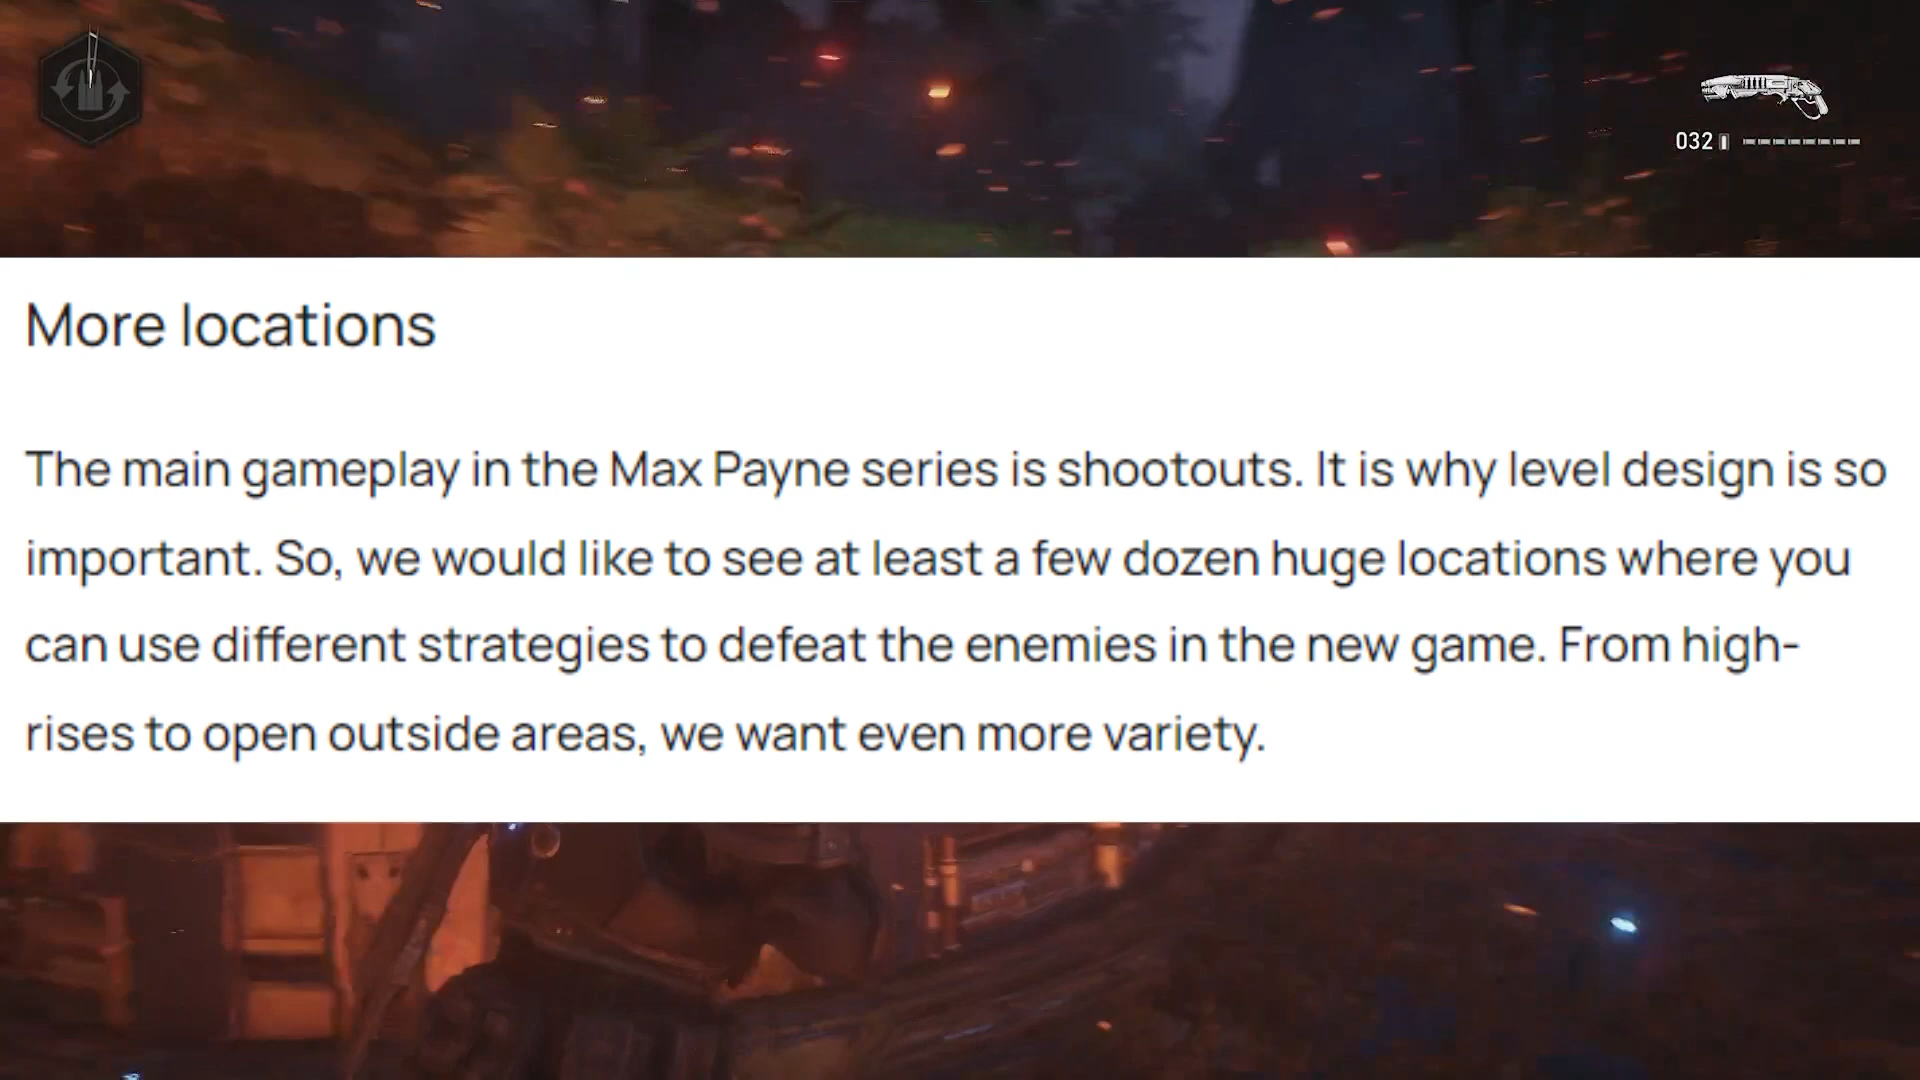 032
More locations
The main gameplay in the Max Payne series is shootouts. It is why level design is so
important. So, we would like to see at least a few dozen huge locations where you
can use different strategies to defeat the enemies in the new game. From high-
rises to open outside areas, we want even more variety.